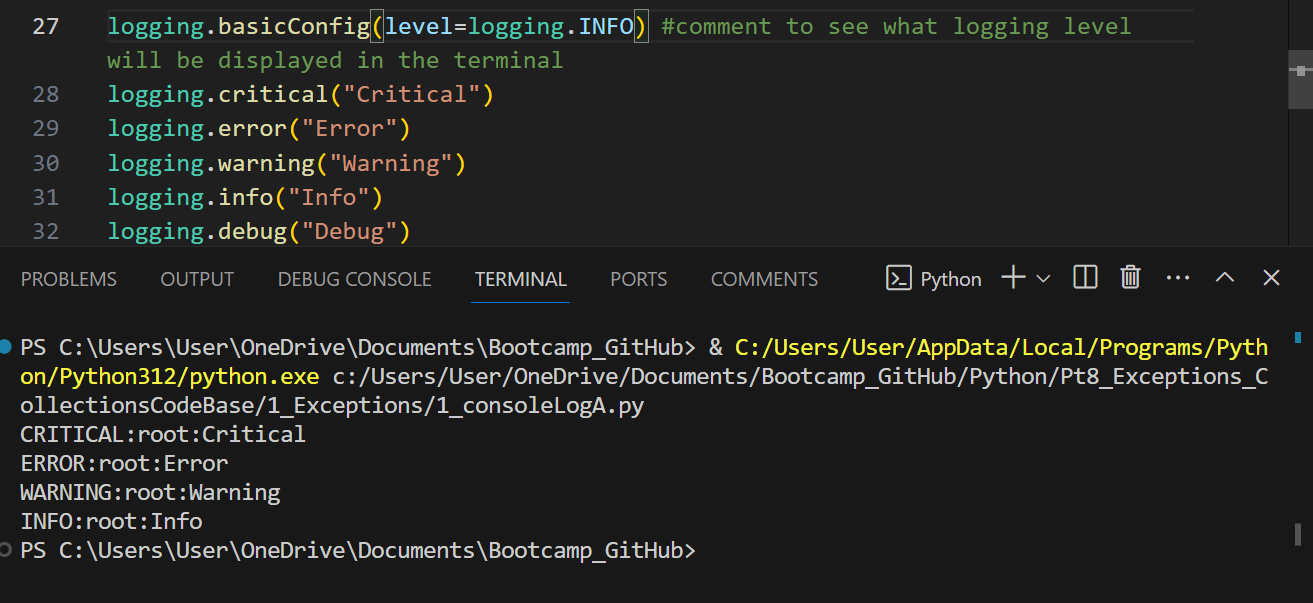 27 logging.basicConfig(level=logging.INFO) #comment to see what logging level
will be displayed in the terminal
28 logging.critical("Critical")
29 logging.error("Error")
30 logging.warning("Warning")
31 logging.info("Info")
32 logging.debug("Debug")
PROBLEMS OUTPUT DEBUG CONSOLE TERMINAL PORTS COMMENTS Python
PS C:\Users\User\OneDrive\Documents\Bootcamp_GitHub> & C:/Users/User/AppData/Local/Programs/Pyth
on/Python312/python.exe c:/Users/User/OneDrive/Documents/Bootcamp_GitHub/Python/Pt8_Exceptions_C
ollectionsCodeBase/1_Exceptions/1_consoleLogA.py
CRITICAL:root:Critical
ERROR:root:Error
WARNING:root:Warning
INFO:root:Info
PS C:\Users\User\OneDrive\Documents\Bootcamp_GitHub>